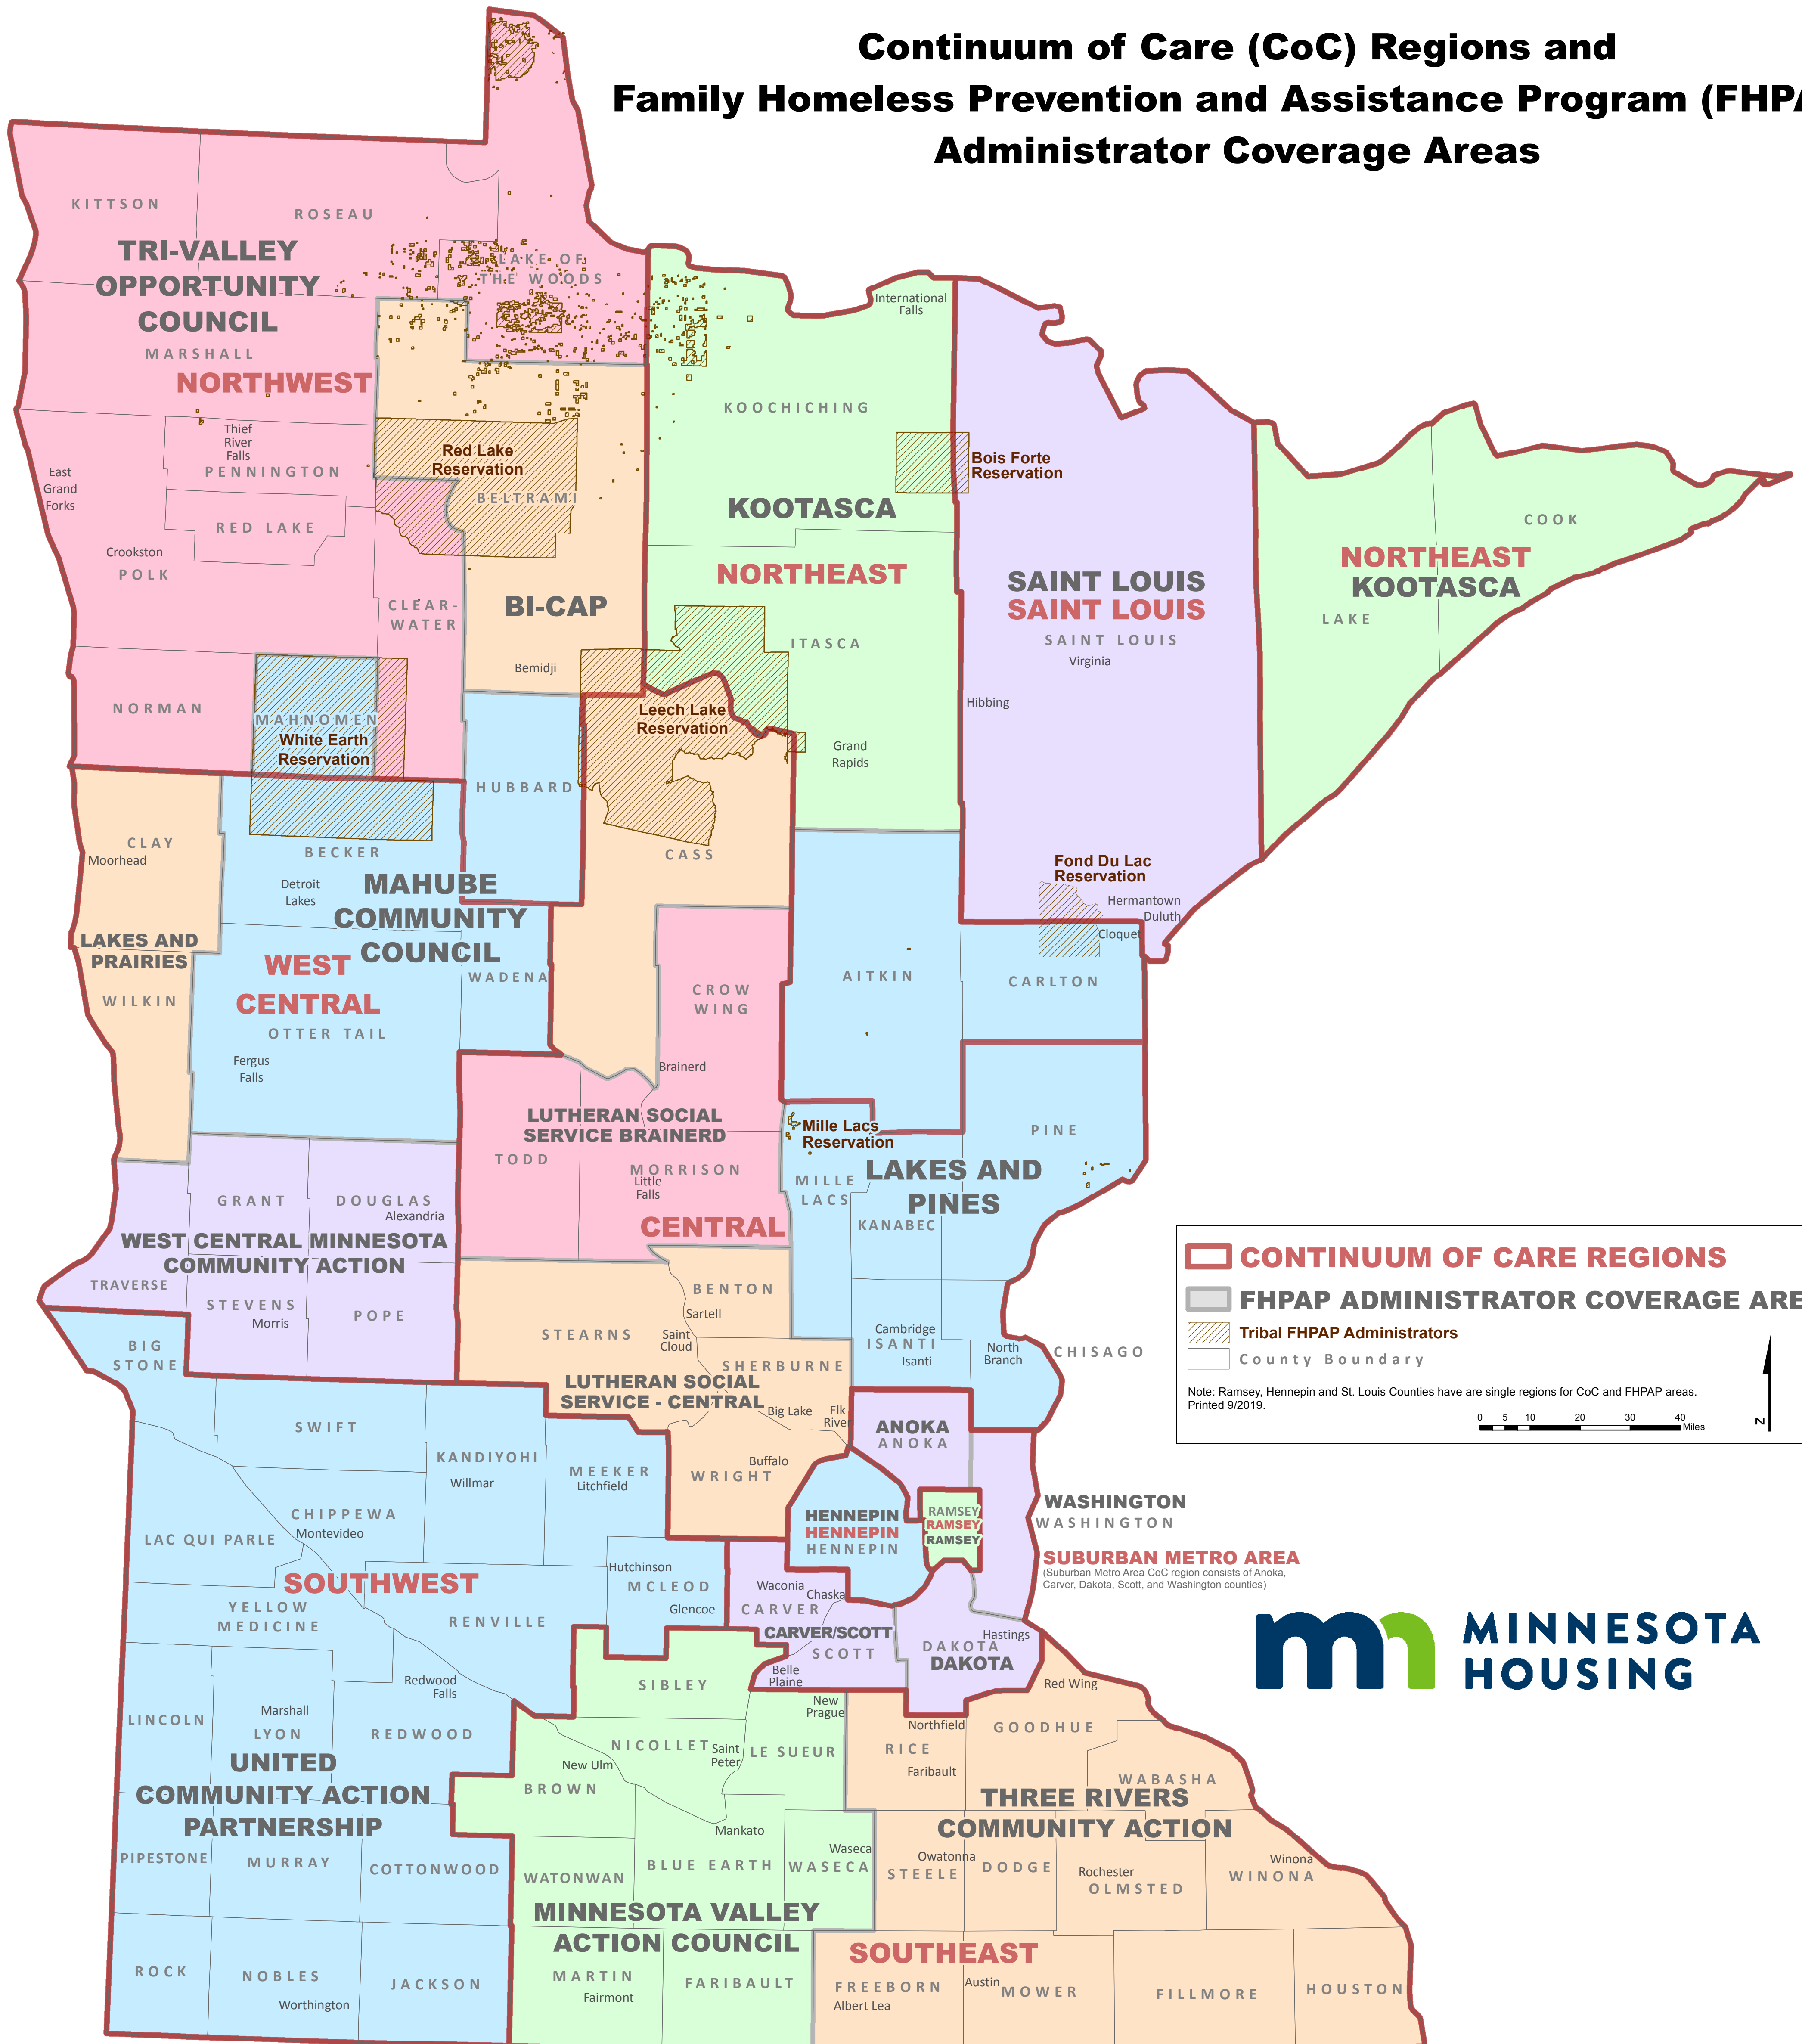 Continuum of Care (CoC) Regions and
Family Homeless Prevention and Assistance Program (FHPA
Administrator Coverage Areas
KITTSON
ROSEAU
TRI-VALLEY
OPPORTUNITY
COUNCIL
LAKE OF
THE WOODS
International
Falls
MARSHALL
NORTHWEST
KOOCHICHING
Thief
River
Falls
PENNINGTON
East
Grand
Forks
Red Lake
Reservation
BELTRAMI
Bois Forte
Reservation
KOOTASCA
RED LAKE
COOK
Crookston
POLK
NORTHEAST
NORTHEAST
KOOTASCA
SAINT LOUIS
SAINT LOUIS
SAINT LOUIS
Virginia
LAKE
CLEAR-
WATER
BI-CAP
ITASCA
Bemidji
Hibbing
NORMAN
MAHNOMEN
White Earth
Reservation
Leech Lake
Reservation
Grand
Rapids
HUBBARD
CLAY
Moorhead
BECKER
CASS
Detroit
Lakes
MAHUBE
COMMUNITY
COUNCIL
Fond Du Lac
Reservation
Hermantown
Duluth
Cloquet
LAKES AND
PRAIRIES
WEST
CENTRAL
WADENA
CROW
WING
AITKIN
CARLTON
WILKIN
OTTER TAIL
Fergus
Falls
Brainerd
LUTHERAN SOCIAL
SERVICE BRAINERD
Mille Lacs
Reservation
PINE
TODD
MORRISON
Little
Falls
MILLE
LACS
LAKES AND
PINES
GRANT
DOUGLAS
Alexandria
CENTRAL
KANABEC
WEST CENTRAL MINNESOTA
COMMUNITY ACTION
TRAVERSE
STEVENS
Morris
POPE
BENTON
Sartell
STEARNS
Saint
Cloud
Cambridge
ISANTI
Isanti
North
Branch
CHISAGO
BIG
STONE
SHERBURNE
LUTHERAN SOCIAL
SERVICE - CENTRAL
Big Lake
Elk
River
CONTINUUM OF CARE REGIONS
FHPAP ADMINISTRATOR COVERAGE ARE
Tribal FHPAP Administrators
County Boundary
Note: Ramsey, Hennepin and St. Louis Counties have are single regions for CoC and FHPAP areas.
Printed 9/2019.
0 5 10 20 30 40
Miles
N
SWIFT
KANDIYOHI
Willmar
MEEKER
Litchfield
Buffalo
WRIGHT
ANOKA
ANOKA
CHIPPEWA
Montevideo
LAC QUI PARLE
HENNEPIN
HENNEPIN
HENNEPIN
RAMSEY
RAMSEY
RAMSEY
WASHINGTON
WASHINGTON
SUBURBAN METRO AREA
(Suburban Metro Area CoC region consists of Anoka,
Carver, Dakota, Scott, and Washington counties)
SOUTHWEST
Hutchinson
MCLEOD
Glencoe
Waconia
Chaska
CARVER
CARVER/SCOTT
SCOTT
Belle
Plaine
YELLOW
MEDICINE
RENVILLE
Hastings
DAKOTA
DAKOTA
MINNESOTA
HOUSING
Redwood
Falls
SIBLEY
New
Prague
Red Wing
LINCOLN
Marshall
LYON
REDWOOD
NICOLLET
Saint
Peter
LE SUEUR
Northfield
RICE
Faribault
GOODHUE
UNITED
COMMUNITY ACTION
PARTNERSHIP
New Ulm
BROWN
WABASHA
THREE RIVERS
COMMUNITY ACTION
Mankato
PIPESTONE
MURRAY
COTTONWOOD
WATONWAN
BLUE EARTH
Waseca
WASECA
Owatonna
STEELE
DODGE
Rochester
OLMSTED
Winona
WINONA
MINNESOTA VALLEY
ACTION COUNCIL
SOUTHEAST
ROCK
NOBLES
Worthington
JACKSON
MARTIN
Fairmont
FARIBAULT
FREEBORN
Albert Lea
Austin
MOWER
FILLMORE
HOUSTON